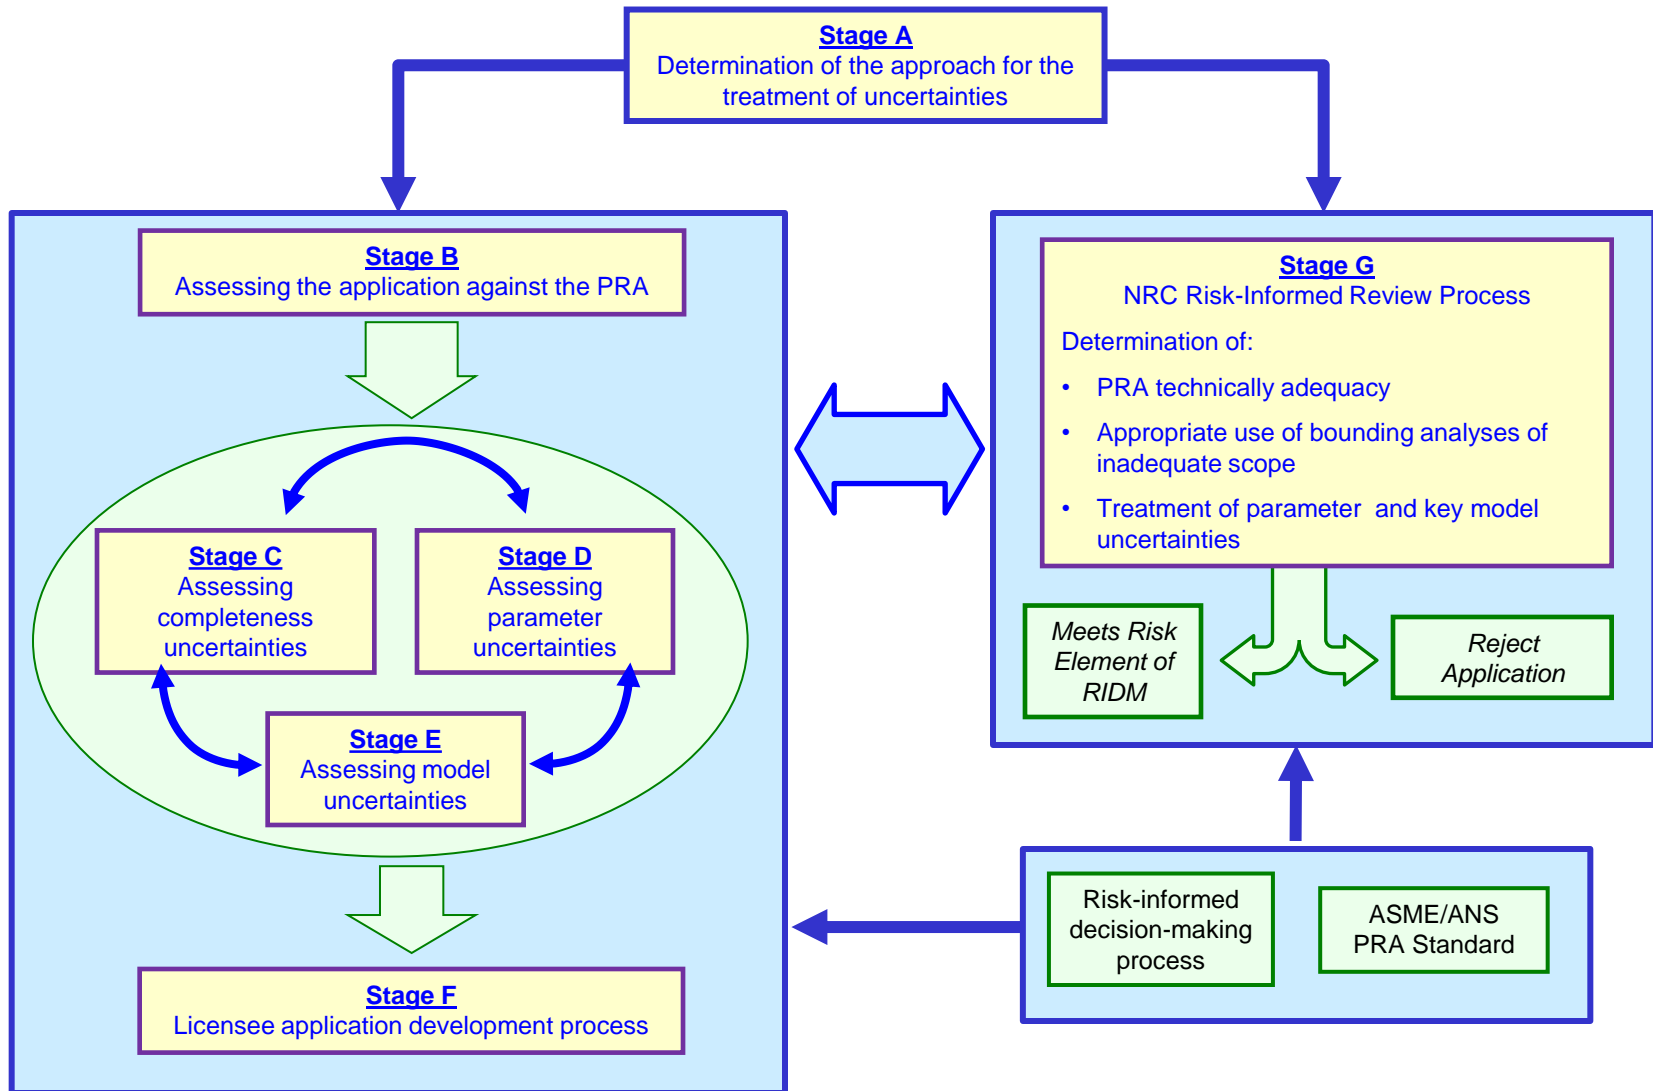 Stage A
Determination of the approach for the
treatment of uncertainties
Stage B
Assessing the application against the PRA
Stage C
Assessing
completeness
uncertainties
Stage D
Assessing
parameter
uncertainties
Stage E
Assessing model
uncertainties
Stage F
Licensee application development process
Stage G
NRC Risk-Informed Review Process
Determination of:
• PRA technically adequacy
• Appropriate use of bounding analyses of
inadequate scope
• Treatment of parameter and key model
uncertainties
Meets Risk
Element of
RIDM
Reject
Application
Risk-informed
decision-making
process
ASME/ANS
PRA Standard